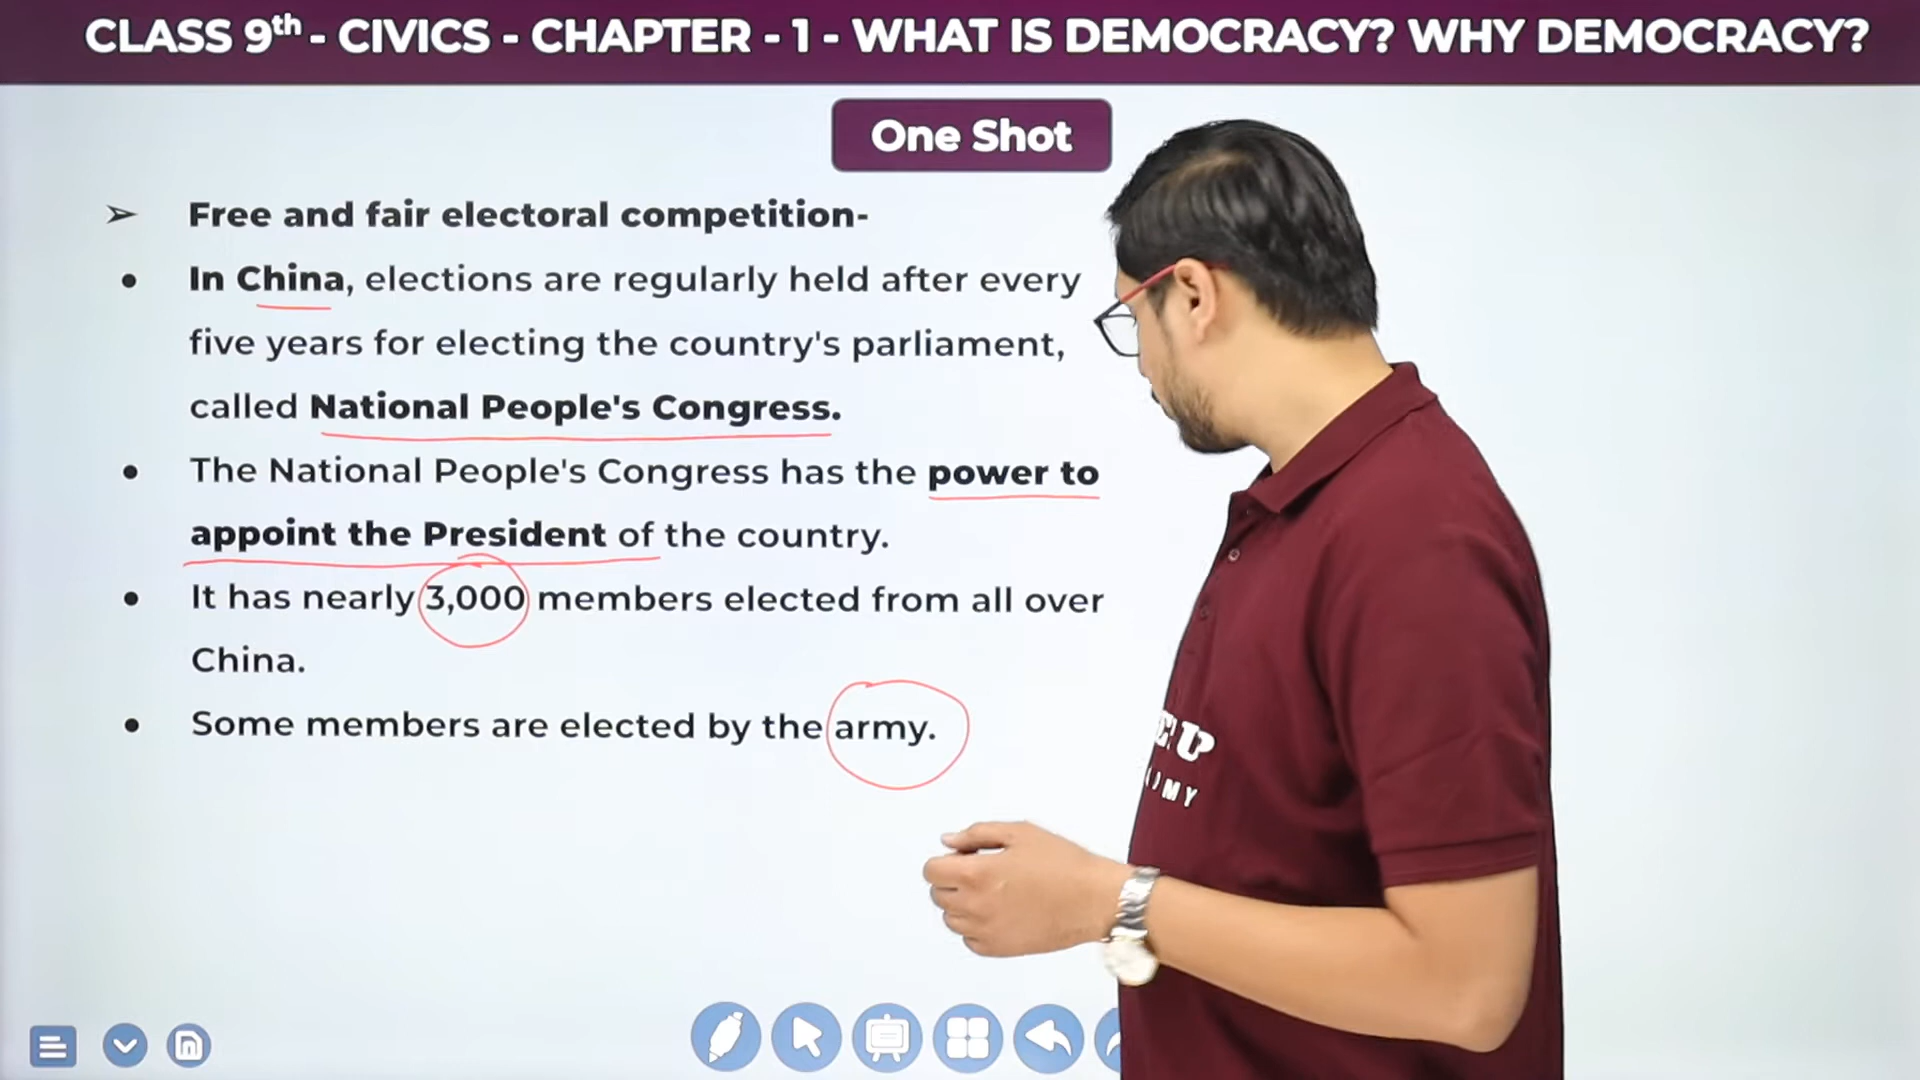 CLASS 9th - CIVICS - CHAPTER - 1 - WHAT IS DEMOCRACY? WHY DEMOCRACY?
One Shot
➢ Free and fair electoral competition-
• In China, elections are regularly held after every
five years for electing the country's parliament,
called National People's Congress.
• The National People's Congress has the power to
appoint the President of the country.
• It has nearly 3,000 members elected from all over
China.
• Some members are elected by the army.